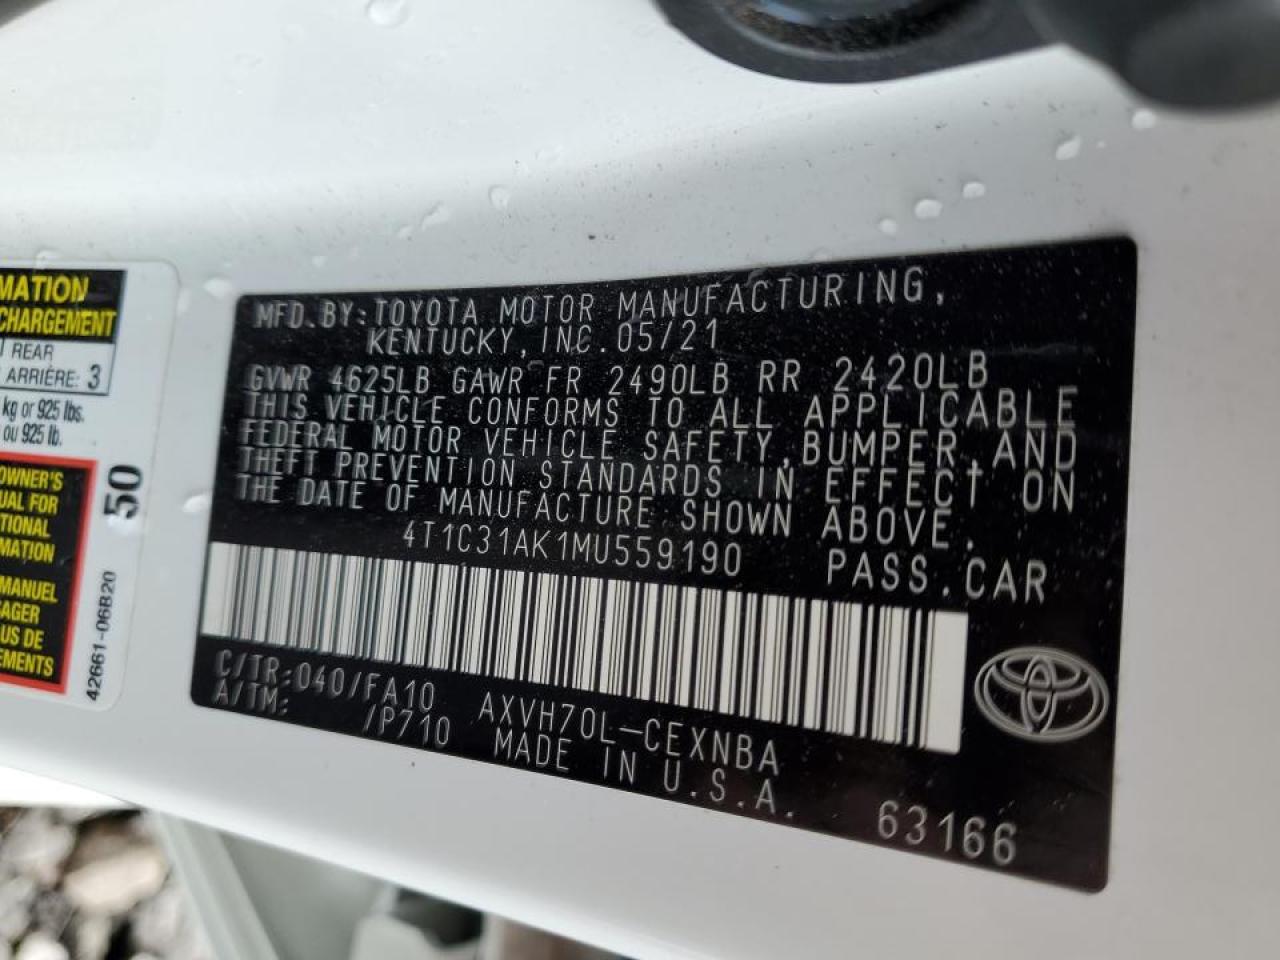 MATION
CHARGEMENT
REAR
ARRIÈRE: 3
kg or 925 lbs.
ou 925 lb.
OWNER'S
UAL FOR
TIONAL
MATION
MANUEL
AGER
US DE
EMENTS
50
42661-06B20
MFD. BY: TOYOTA MOTOR MANUFACTURING,
KENTUCKY, INC. 05/21
GVWR 4625LB GAWR FR 2490LB RR 2420LB
THIS VEHICLE CONFORMS TO ALL APPLICABLE
FEDERAL MOTOR VEHICLE SAFETY, BUMPER, AND
THEFT PREVENTION STANDARDS IN EFFECT ON
THE DATE OF MANUFACTURE SHOWN ABOVE.
4T1C31AK1MU559190 PASS. CAR
C/TR: 040/FA10 AXVH70L-CEXNBA
A/TM: /P710 MADE IN U.S.A.
63166